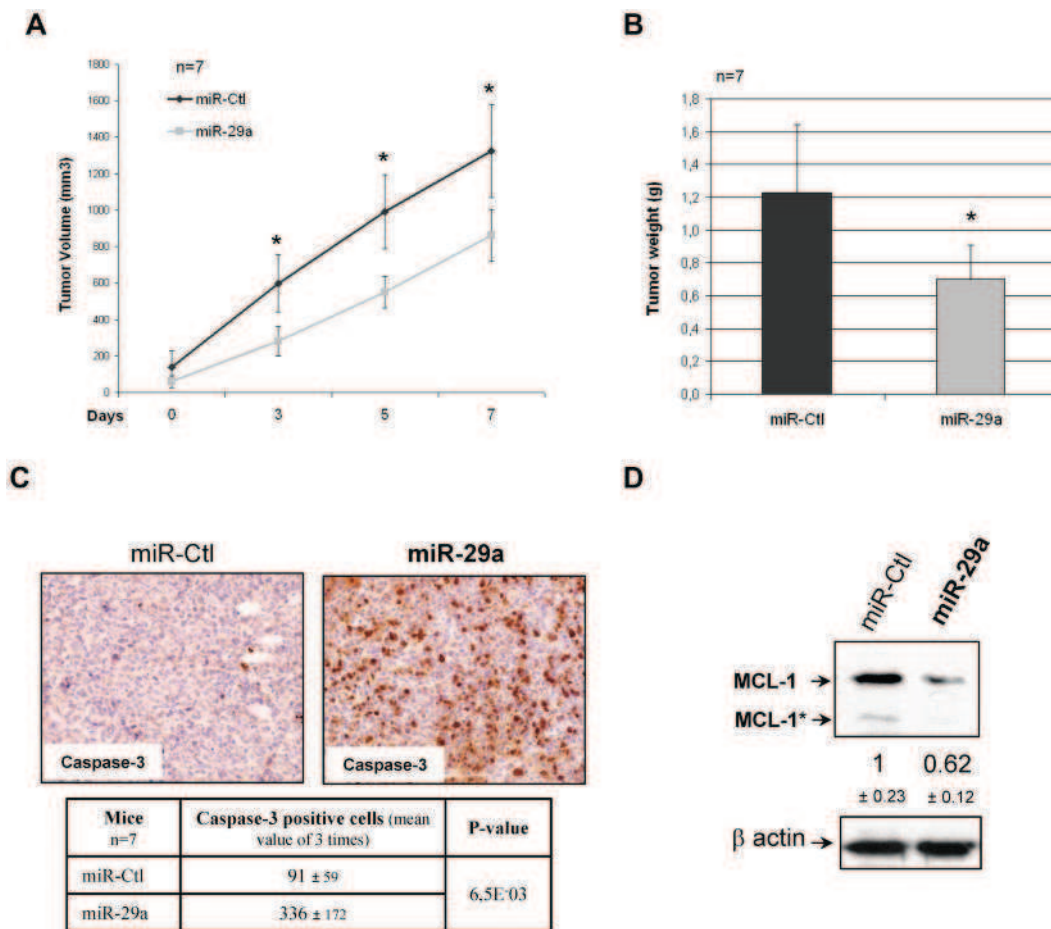 A
n=7
miR-Ctl
miR-29a
Tumor Volume (mm3)
1800
1600
1400
1200
1000
800
600
400
200
0
* * *
Days 0 3 5 7
B
n=7
Tumor weight (g)
1,8
1,6
1,4
1,2
1,0
0,8
0,6
0,4
0,2
0,0
*
miR-Ctl miR-29a
C
miR-Ctl miR-29a
Caspase-3 Caspase-3
Mice
n=7
Caspase-3 positive cells (mean
value of 3 times)
P-value
miR-Ctl 91 ± 59
6,5E-03
miR-29a 336 ± 172
D
miR-Ctl miR-29a
MCL-1
MCL-1*
1 0.62
± 0.23 ± 0.12
β actin